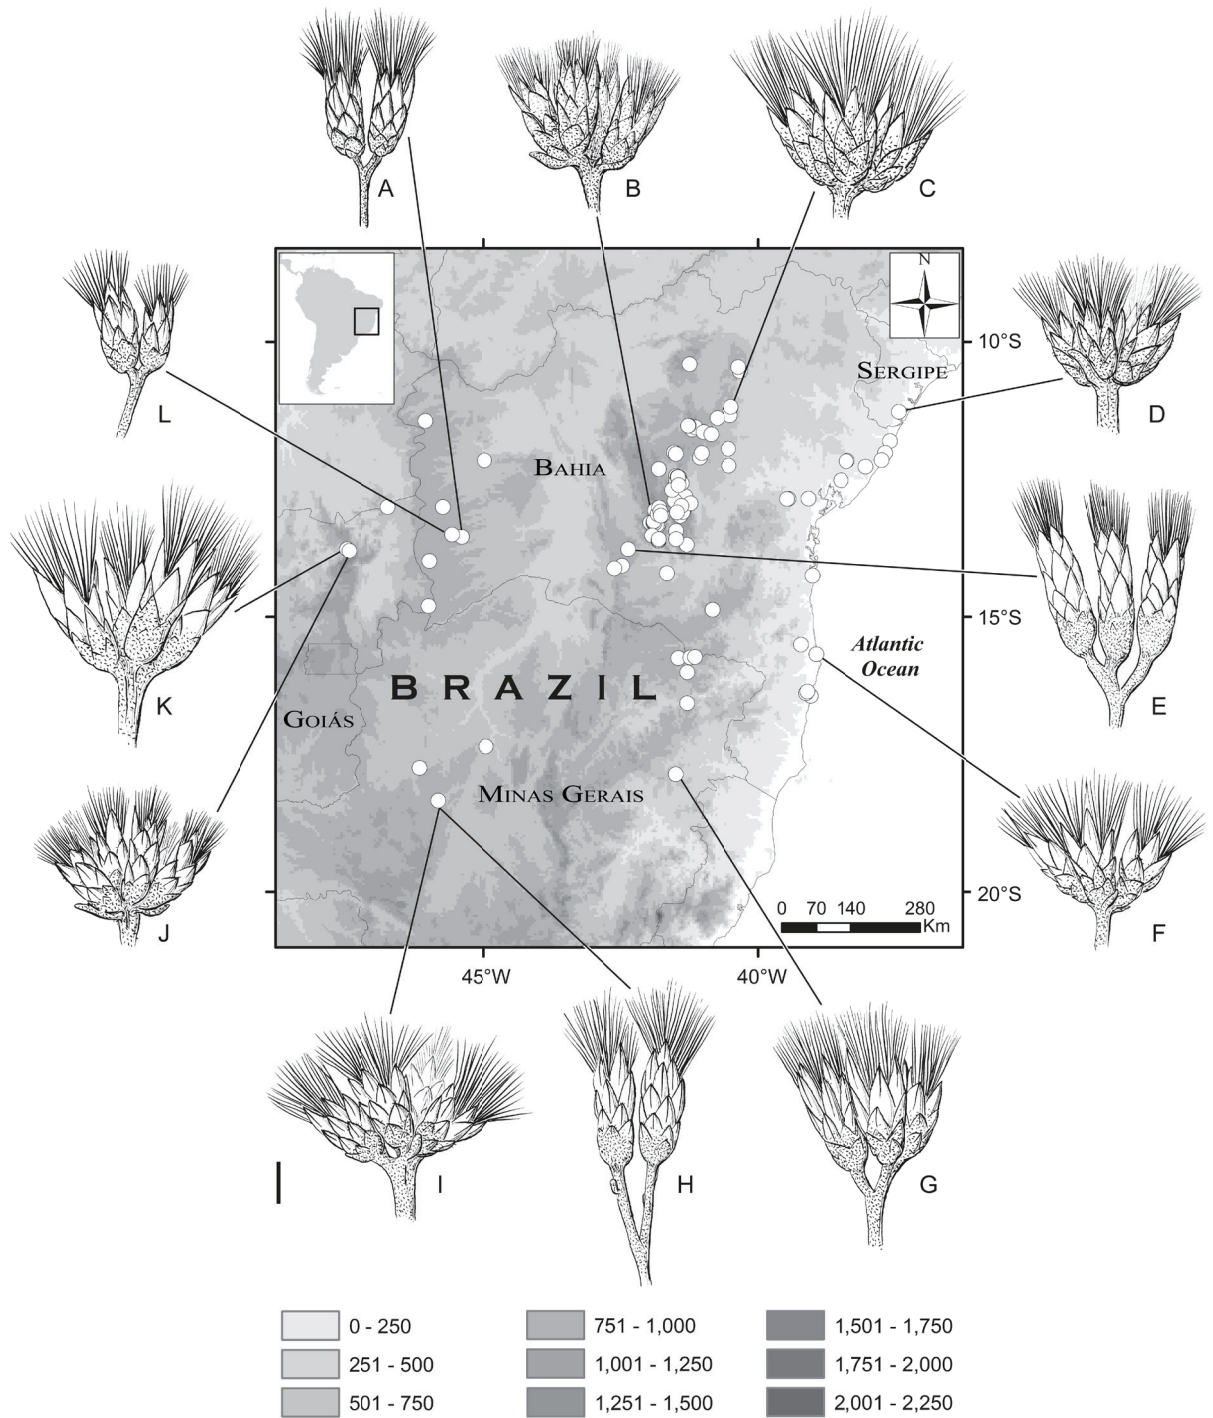 A
B
C
N
L
10°S
SERGIPE
D
BAHIA
K
15°S
Atlantic
Ocean
E
BRAZIL
GOIÁS
MINAS GERAIS
J
20°S
0 70 140 280
Km
F
45°W
40°W
I
H
G
0 - 250
751 - 1,000
1,501 - 1,750
251 - 500
1,001 - 1,250
1,751 - 2,000
501 - 750
1,251 - 1,500
2,001 - 2,250